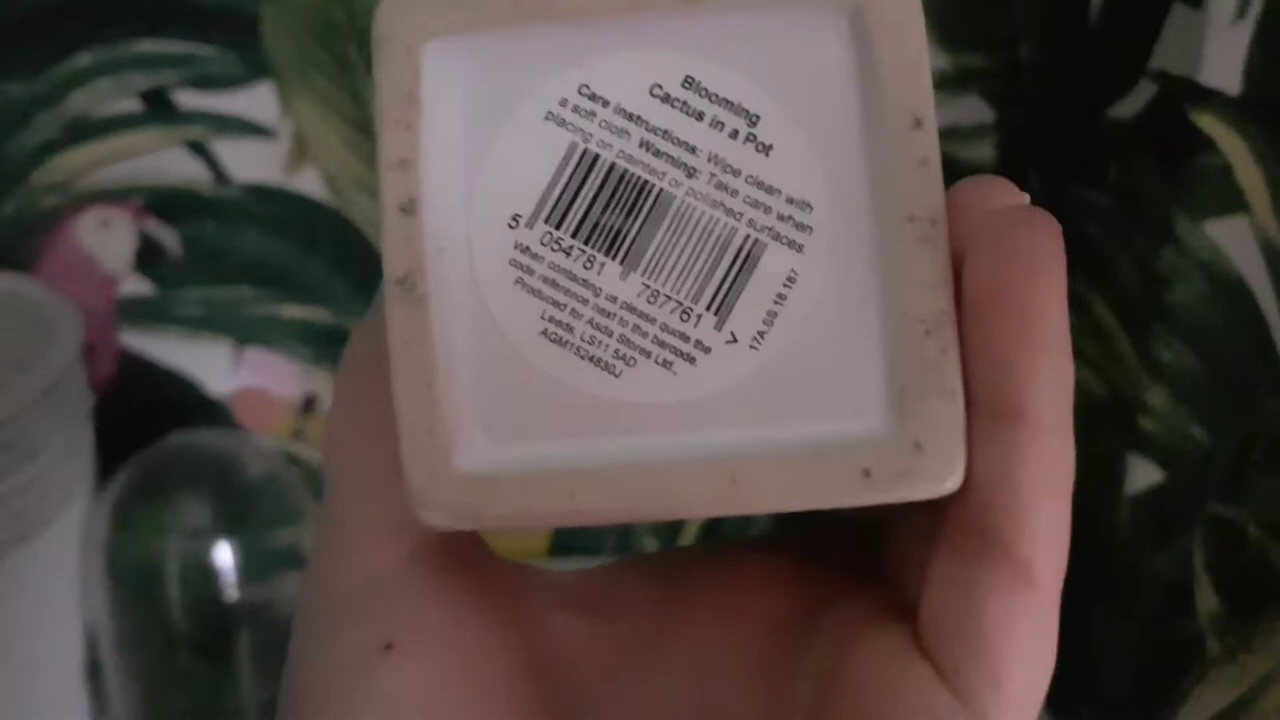 Blooming
Cactus in a Pot
Care instructions: Wipe clean with
a soft cloth. Warning: Take care when
placing on painted or polished surfaces.
5 054781 787761 >
17A.SS.18.187
When contacting us please quote the
code reference next to the barcode.
Produced for Asda Stores Ltd.,
Leeds, LS11 5AD
AGM1524830J